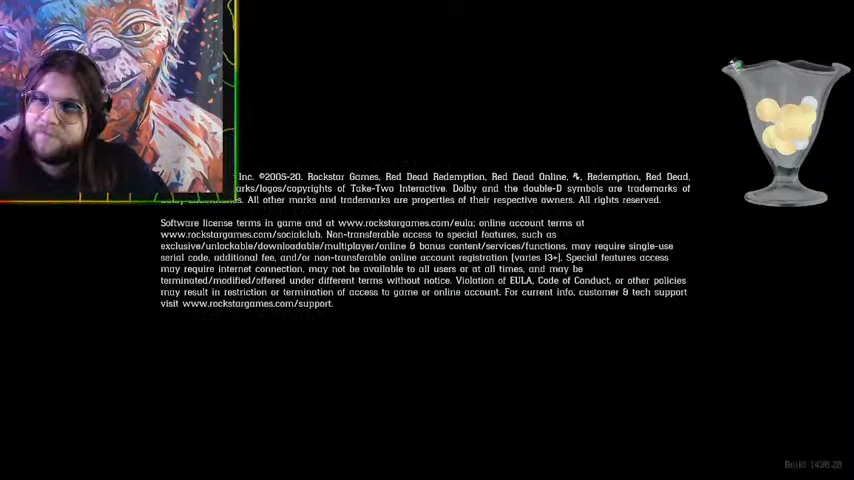 Inc. ©2005-20. Rockstar Games, Red Dead Redemption, Red Dead Online, Redemption, Red Dead,
arks/logos/copyrights of Take-Two Interactive. Dolby and the double-D symbols are trademarks of
All other marks and trademarks are properties of their respective owners. All rights reserved.
Software license terms in game and at www.rockstargames.com/eula; online account terms at
www.rockstargames.com/socialclub. Non-transferable access to special features, such as
exclusive/unlockable/downloadable/multiplayer/online & bonus content/services/functions, may require single-use
serial code, additional fee, and/or non-transferable online account registration (varies 13+). Special features access
may require internet connection, may not be available to all users or at all times, and may be
terminated/modified/offered under different terms without notice. Violation of EULA, Code of Conduct, or other policies
may result in restriction or termination of access to game or online account. For current info, customer & tech support
visit www.rockstargames.com/support.